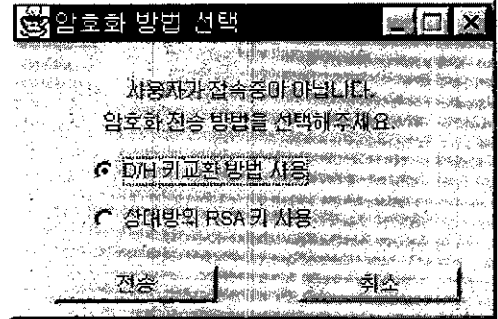 암호화 방법 선택
사용자가 접속중이 아닙니다.
암호화 전송 방법을 선택해주세요.
D/H 키교환 방법 사용
상대방의 RSA 키 사용
전송
취소